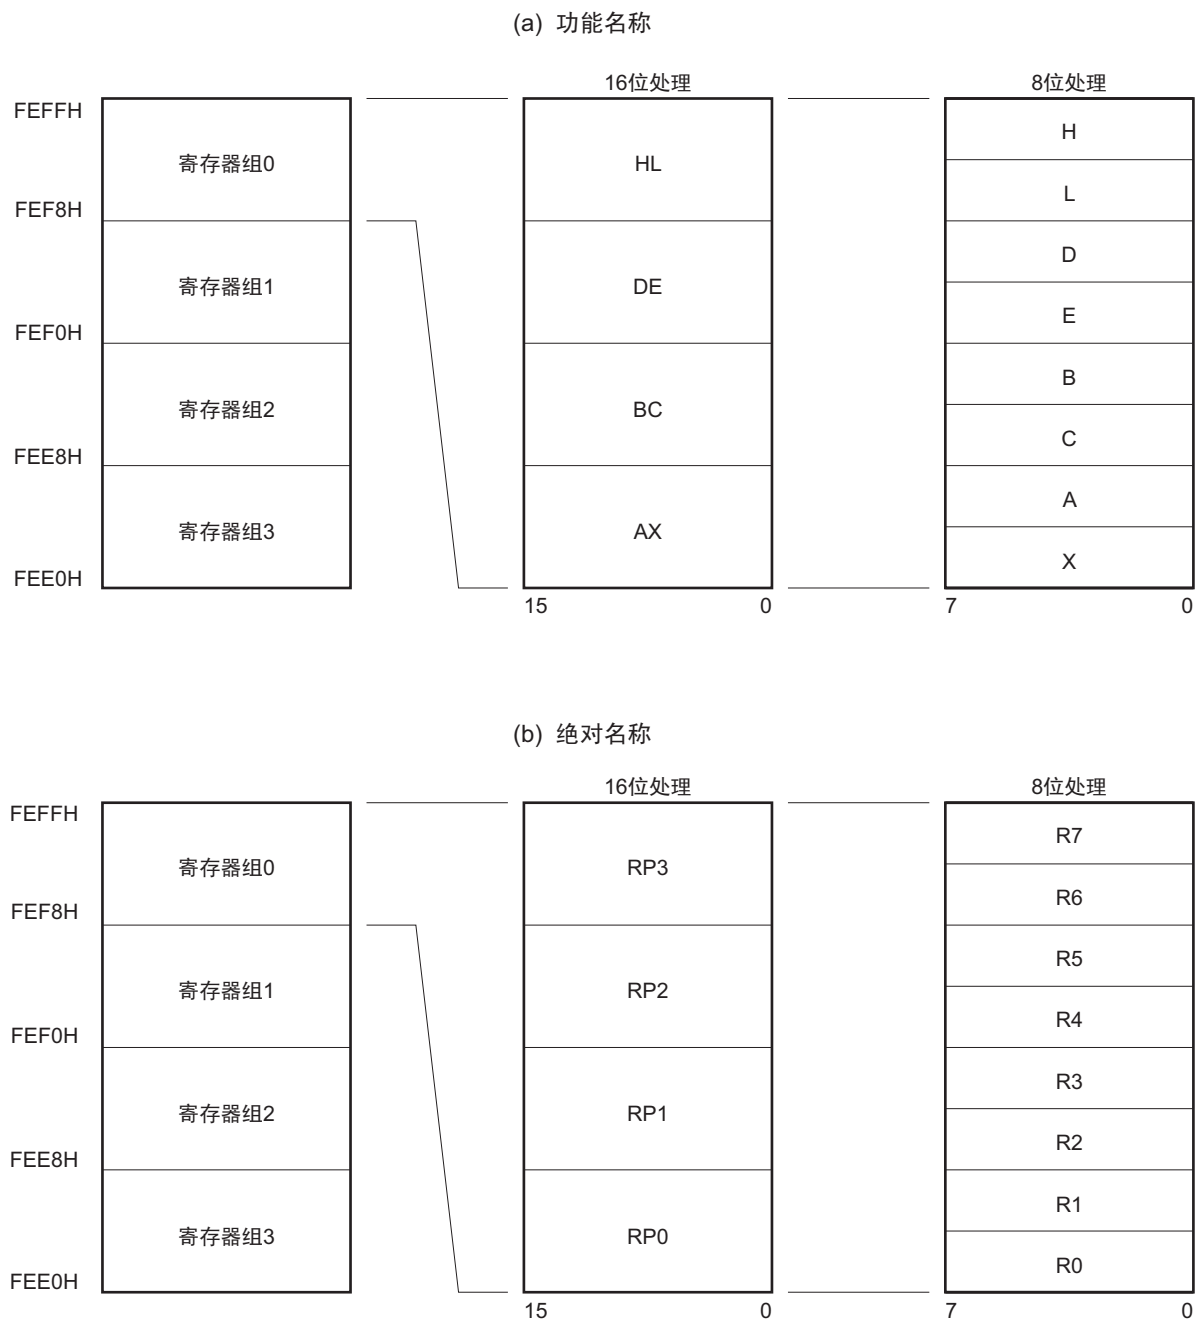 (a) 功能名称
16位处理
8位处理
FEFFH
寄存器组0
HL
H
L
FEF8H
寄存器组1
DE
D
E
FEF0H
寄存器组2
BC
B
C
FEE8H
寄存器组3
AX
A
X
FEE0H
15
0
7
0
(b) 绝对名称
16位处理
8位处理
FEFFH
寄存器组0
RP3
R7
R6
FEF8H
寄存器组1
RP2
R5
R4
FEF0H
寄存器组2
RP1
R3
R2
FEE8H
寄存器组3
RP0
R1
R0
FEE0H
15
0
7
0